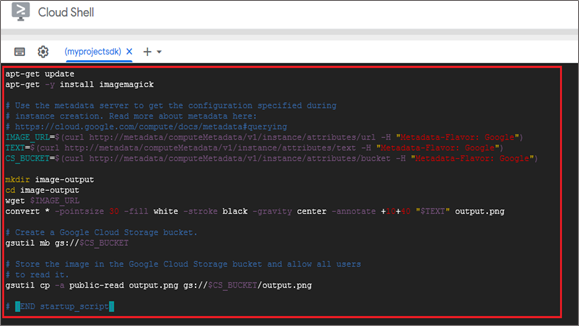 Cloud Shell
(myprojectsdk) × + ▾
apt-get update
apt-get -y install imagemagick
# Use the metadata server to get the configuration specified during
# instance creation. Read more about metadata here:
# https://cloud.google.com/compute/docs/metadata#querying
IMAGE_URL=$(curl http://metadata/computeMetadata/v1/instance/attributes/url -H "Metadata-Flavor: Google")
TEXT=$(curl http://metadata/computeMetadata/v1/instance/attributes/text -H "Metadata-Flavor: Google")
CS_BUCKET=$(curl http://metadata/computeMetadata/v1/instance/attributes/bucket -H "Metadata-Flavor: Google")
mkdir image-output
cd image-output
wget $IMAGE_URL
convert * -pointsize 30 -fill white -stroke black -gravity center -annotate "$TEXT" output.png
# Create a Google Cloud Storage bucket.
gsutil mb gs://$CS_BUCKET
# Store the image in the Google Cloud Storage bucket and allow all users
# to read it.
gsutil cp -a public-read output.png gs://$CS_BUCKET/output.png
# [END startup_script]